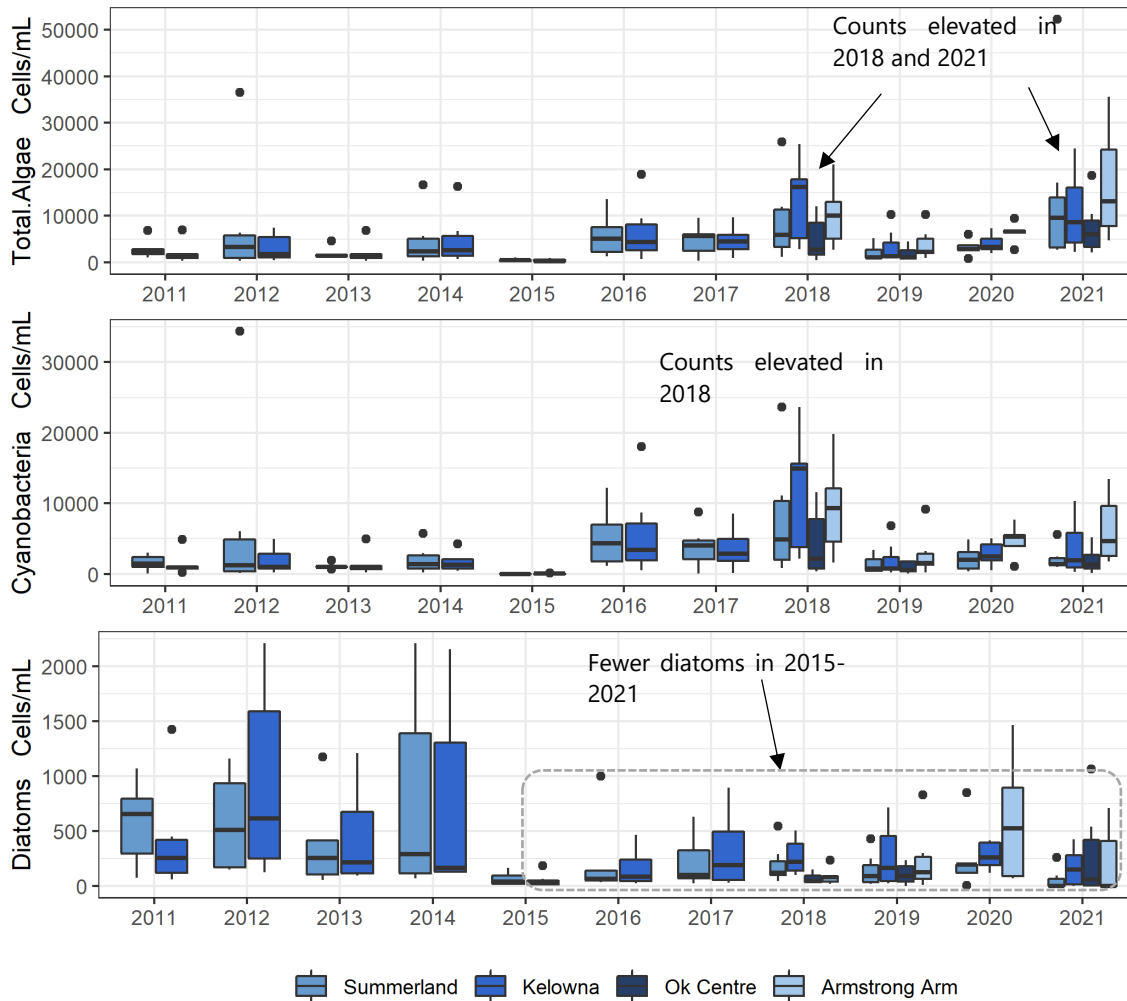 Counts elevated in
2018 and 2021
Total.Algae Cells/mL
50000
40000
30000
20000
10000
0
2011 2012 2013 2014 2015 2016 2017 2018 2019 2020 2021
Counts elevated in
2018
Cyanobacteria Cells/mL
30000
20000
10000
0
2011 2012 2013 2014 2015 2016 2017 2018 2019 2020 2021
Fewer diatoms in 2015-
2021
Diatoms Cells/mL
2000
1500
1000
500
0
2011 2012 2013 2014 2015 2016 2017 2018 2019 2020 2021
Summerland Kelowna Ok Centre Armstrong Arm